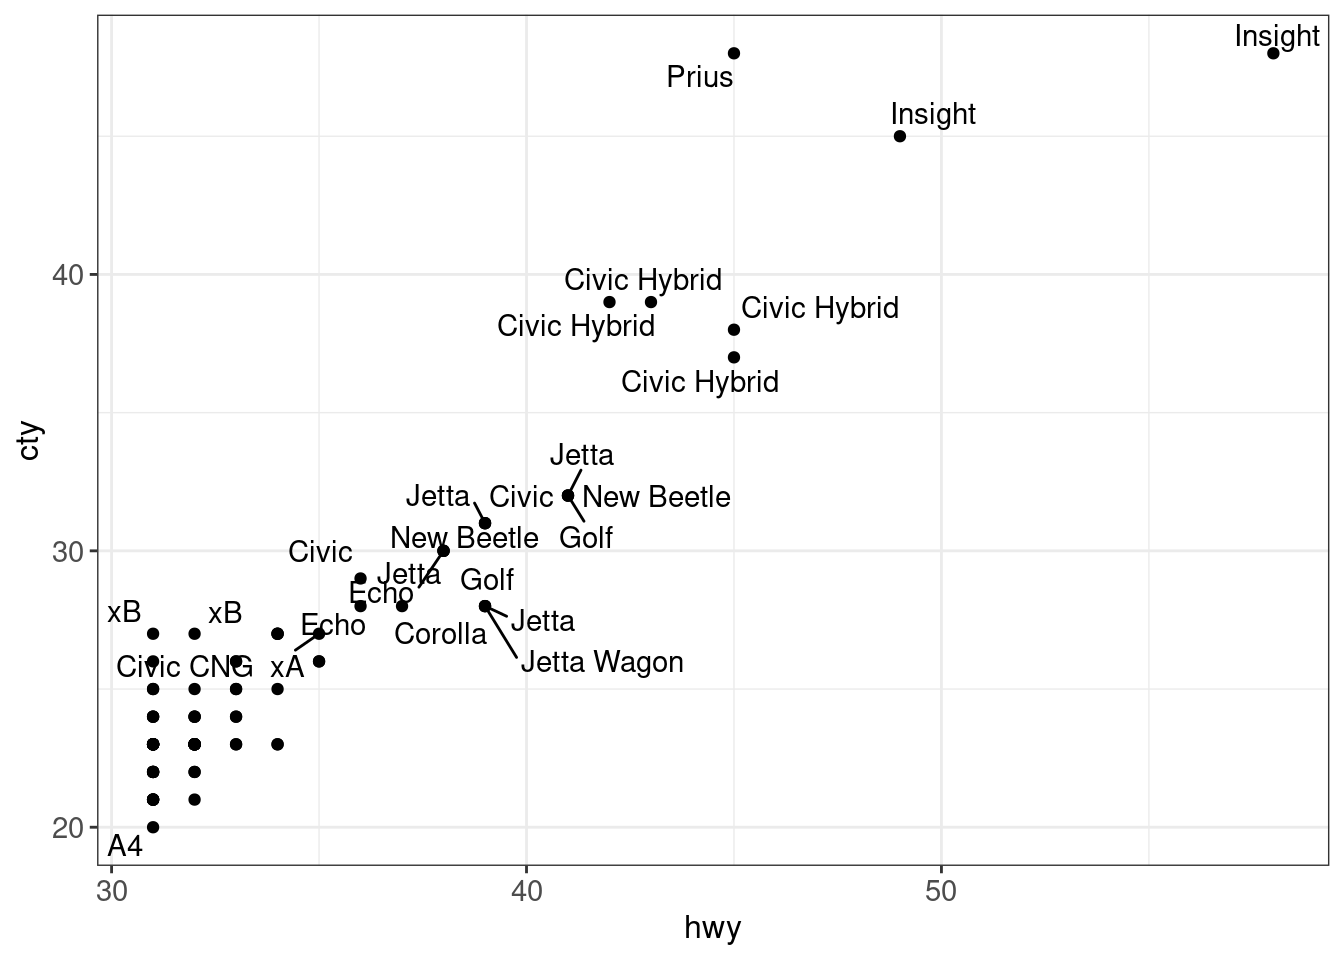 Insight
Prius
Insight
Civic Hybrid
40
Civic Hybrid
Civic Hybrid
Civic Hybrid
cty
Jetta
Jetta
Civic
New Beetle
New Beetle
Golf
30
Civic
Jetta
Golf
Echo
xB
xB
Echo
Jetta
Corolla
Civic CNG
xA
Jetta Wagon
20
A4
30
40
50
hwy